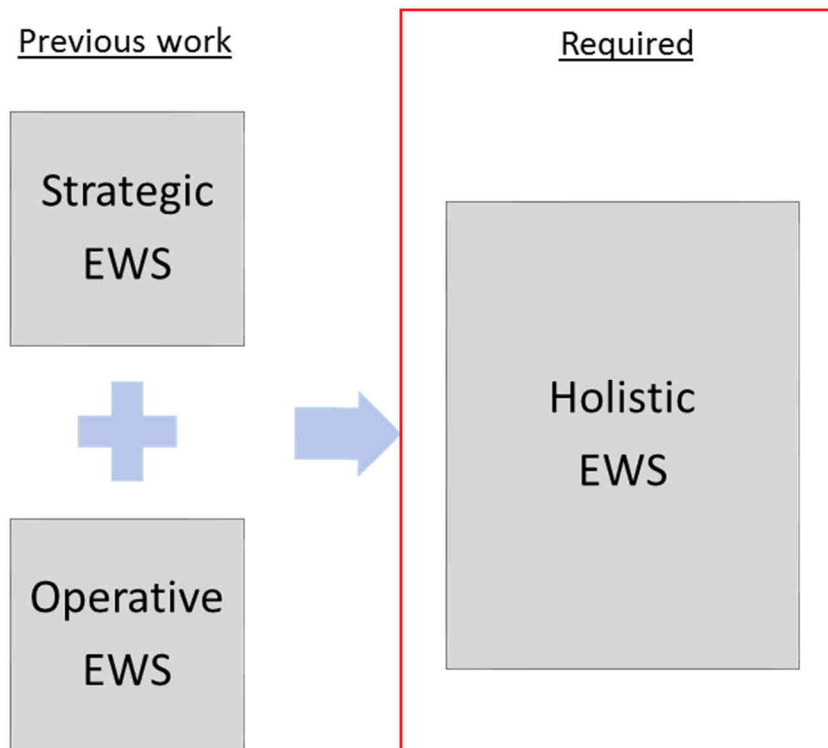 Previous work
Strategic
EWS
Operative
EWS
Required
Holistic
EWS